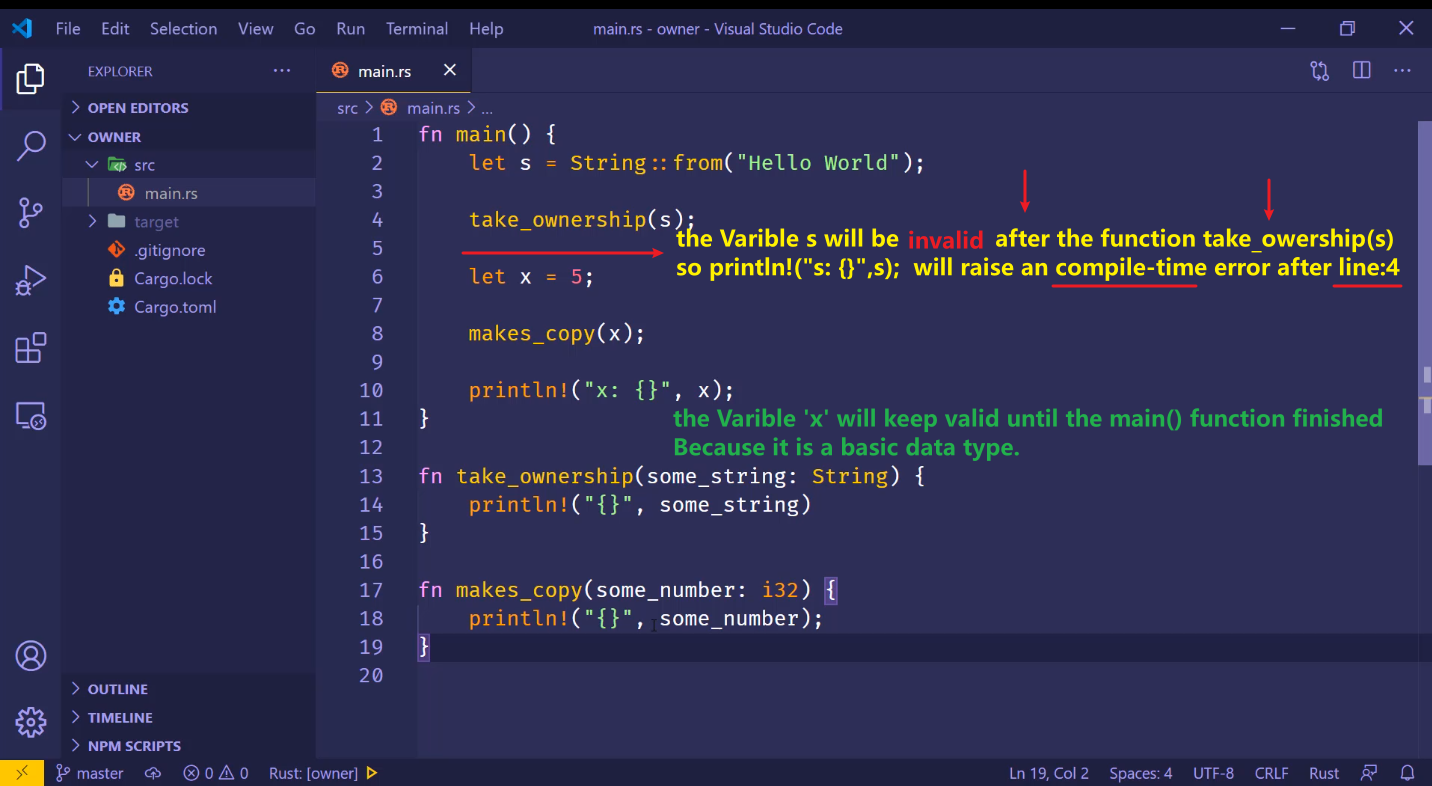 File Edit Selection View Go Run Terminal Help main.rs - owner - Visual Studio Code
EXPLORER
main.rs
OPEN EDITORS
OWNER
src
main.rs
target
.gitignore
Cargo.lock
Cargo.toml
OUTLINE
TIMELINE
NPM SCRIPTS
src > main.rs > ...
1 fn main() {
2 let s = String::from("Hello World");
3
4 take_ownership(s);
the Varible s will be invalid after the function take_owership(s)
5
so println!("s: {}",s); will raise an compile-time error after line:4
6 let x = 5;
7
8 makes_copy(x);
9
10 println!("x: {}", x);
11 }
the Varible 'x' will keep valid until the main() function finished
12
Because it is a basic data type.
13 fn take_ownership(some_string: String) {
14 println!("{}", some_string)
15 }
16
17 fn makes_copy(some_number: i32) {
18 println!("{}", some_number);
19 }
20
master 0 0 Rust: [owner] Ln 19, Col 2 Spaces: 4 UTF-8 CRLF Rust